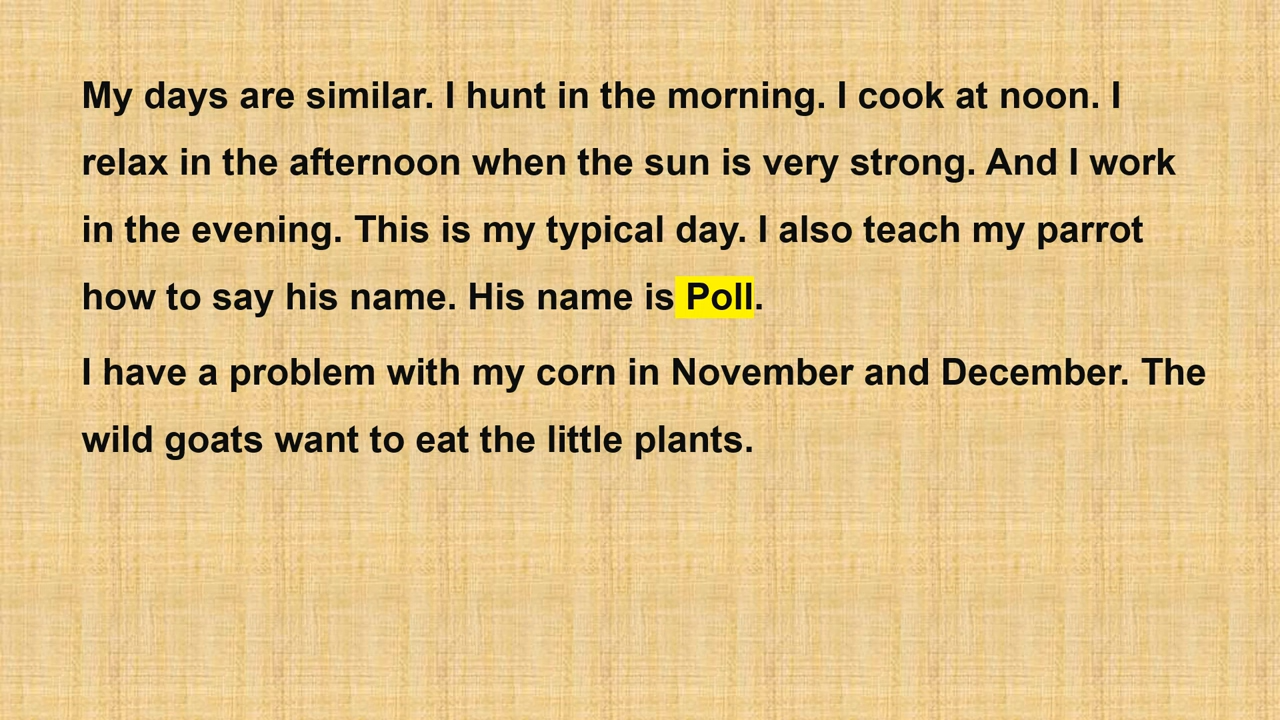 My days are similar. I hunt in the morning. I cook at noon. I
relax in the afternoon when the sun is very strong. And I work
in the evening. This is my typical day. I also teach my parrot
how to say his name. His name is Poll.
I have a problem with my corn in November and December. The
wild goats want to eat the little plants.